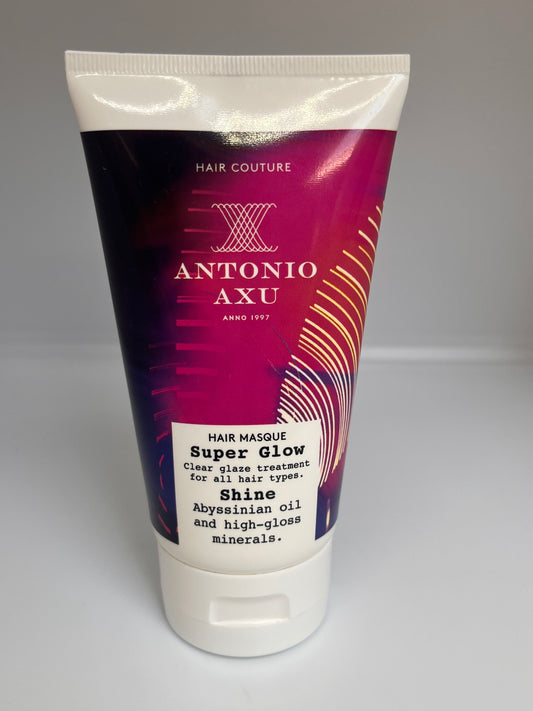 HAIR COUTURE
ANTONIO
AXU
ANNO 1997
HAIR MASQUE
Super Glow
Clear glaze treatment
for all hair types.
Shine
Abyssinian oil
and high-gloss
minerals.